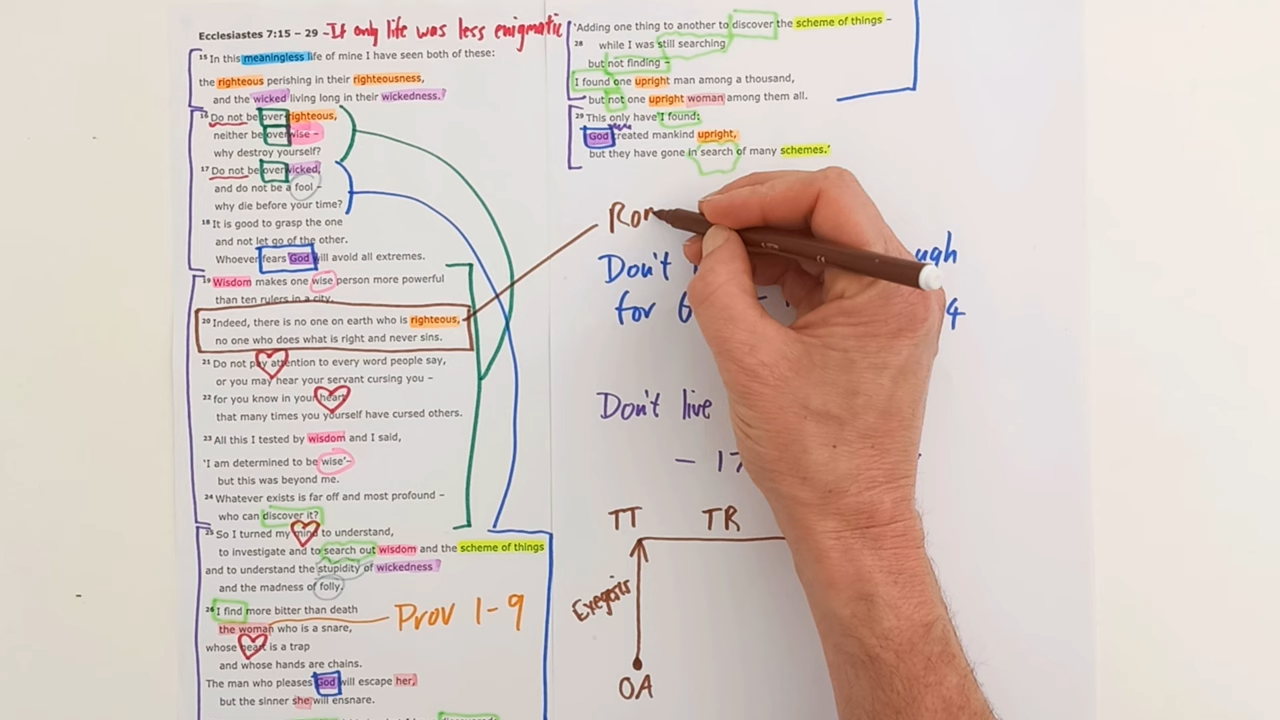 Ecclesiastes 7:15 – 29 - If only life was less enigmatic
15 In this meaningless life of mine I have seen both of these:
the righteous perishing in their righteousness,
and the wicked living long in their wickedness.
16 Do not be over-righteous,
neither be overwise –
why destroy yourself?
17 Do not be overwicked,
and do not be a fool –
why die before your time?
18 It is good to grasp the one
and not let go of the other.
Whoever fears God will avoid all extremes.
19 Wisdom makes one wise person more powerful
than ten rulers in a city.
20 Indeed, there is no one on earth who is righteous,
no one who does what is right and never sins.
21 Do not pay attention to every word people say,
or you may hear your servant cursing you –
22 for you know in your heart
that many times you yourself have cursed others.
23 All this I tested by wisdom and I said,
'I am determined to be wise'–
but this was beyond me.
24 Whatever exists is far off and most profound –
who can discover it?
25 So I turned my mind to understand,
to investigate and to search out wisdom and the scheme of things
and to understand the stupidity of wickedness
and the madness of folly.
26 I find more bitter than death
the woman who is a snare,
Prov 1-9
whose heart is a trap
and whose hands are chains.
The man who pleases God will escape her,
but the sinner she will ensnare.
'Adding one thing to another to discover the scheme of things –
28 while I was still searching
but not finding –
I found one upright man among a thousand,
but not one upright woman among them all.
29 This only have I found:
God created mankind upright,
but they have gone in search of many schemes.'
Rom
Don't
for
4
Don't live
- 17
TT TR
Exegesis
OA